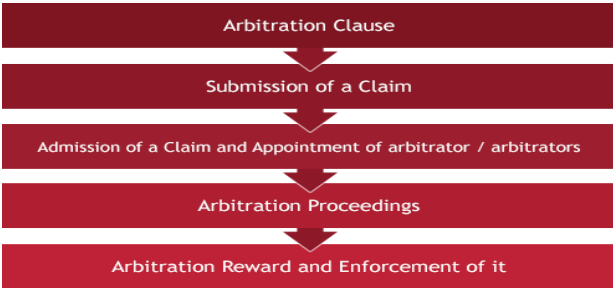 Arbitration Clause
Submission of a Claim
Admission of a Claim and Appointment of arbitrator / arbitrators
Arbitration Proceedings
Arbitration Reward and Enforcement of it